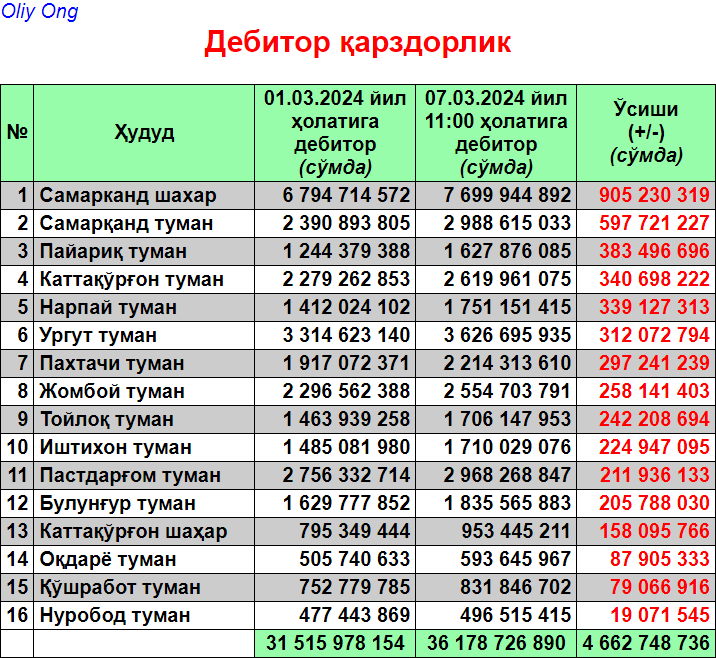 Oliy Ong
Дебитор қарздорлик
№ Ҳудуд 01.03.2024 йил ҳолатига дебитор (сўмда) 07.03.2024 йил 11:00 ҳолатига дебитор (сўмда) Ўсиши (+/-) (сўмда)
1 Самарканд шахар 6 794 714 572 7 699 944 892 905 230 319
2 Самарқанд туман 2 390 893 805 2 988 615 033 597 721 227
3 Пайариқ туман 1 244 379 388 1 627 876 085 383 496 696
4 Каттақўрғон туман 2 279 262 853 2 619 961 075 340 698 222
5 Нарпай туман 1 412 024 102 1 751 151 415 339 127 313
6 Ургут туман 3 314 623 140 3 626 695 935 312 072 794
7 Пахтачи туман 1 917 072 371 2 214 313 610 297 241 239
8 Жомбой туман 2 296 562 388 2 554 703 791 258 141 403
9 Тойлоқ туман 1 463 939 258 1 706 147 953 242 208 694
10 Иштихон туман 1 485 081 980 1 710 029 076 224 947 095
11 Пастдарғом туман 2 756 332 714 2 968 268 847 211 936 133
12 Булунғур туман 1 629 777 852 1 835 565 883 205 788 030
13 Каттақўрғон шаҳар 795 349 444 953 445 211 158 095 766
14 Оқдарё туман 505 740 633 593 645 967 87 905 333
15 Қўшработ туман 752 779 785 831 846 702 79 066 916
16 Нуробод туман 477 443 869 496 515 415 19 071 545
31 515 978 154 36 178 726 890 4 662 748 736